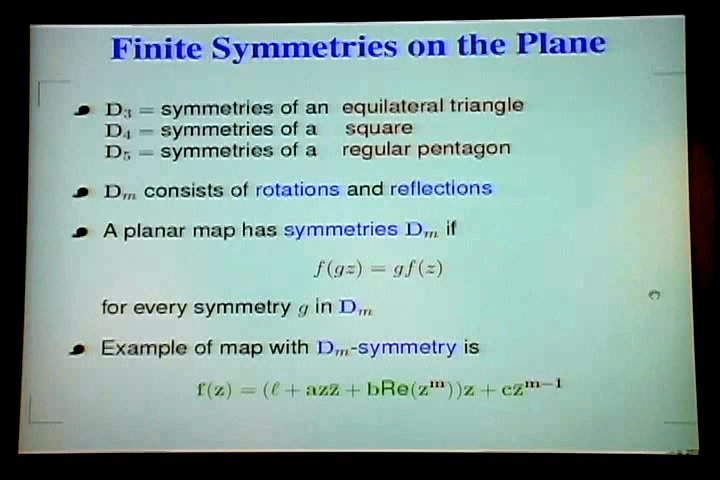 Finite Symmetries on the Plane
D₃ = symmetries of an equilateral triangle
D₄ = symmetries of a square
D₅ = symmetries of a regular pentagon
Dₘ consists of rotations and reflections
A planar map has symmetries Dₘ if
f(gz) = gf(z)
for every symmetry g in Dₘ
Example of map with Dₘ-symmetry is
f(z) = (ℓ + azz̄ + bRe(zᵐ))z + cz̄ᵐ⁻¹